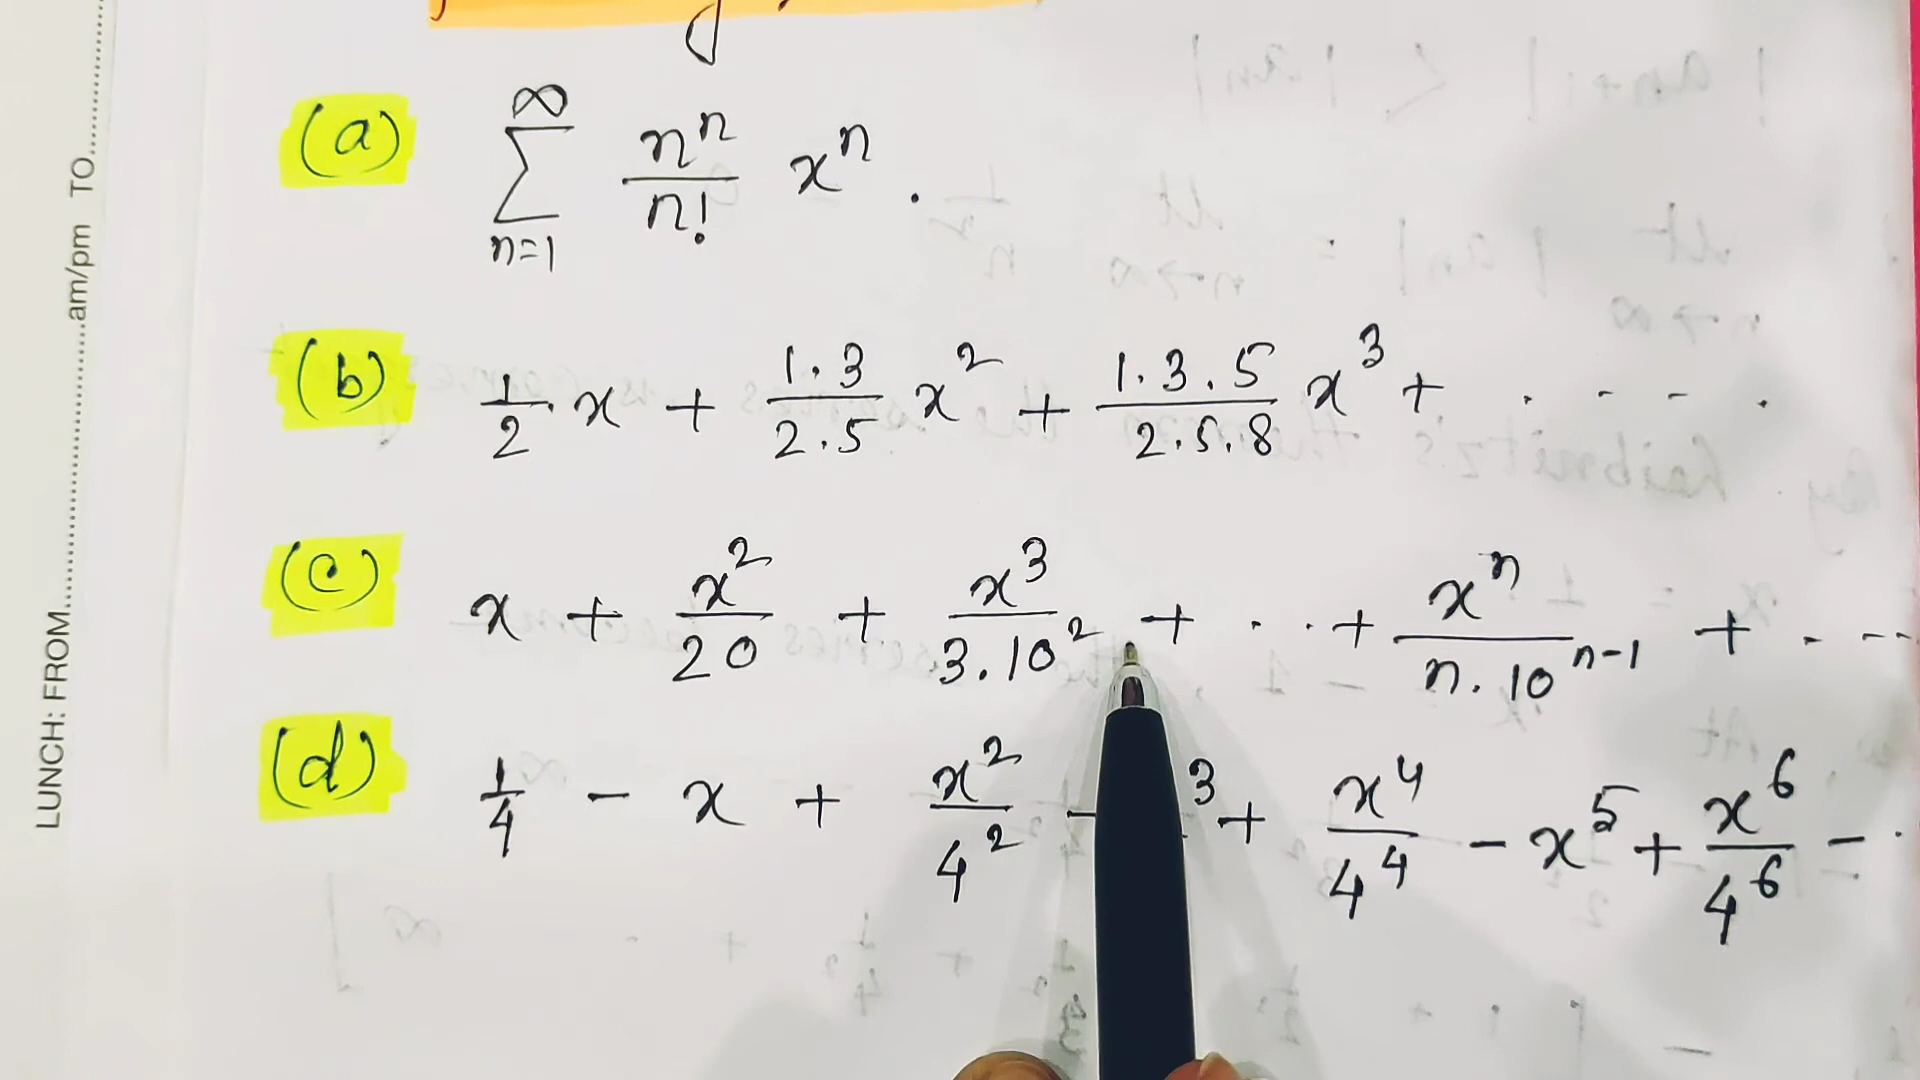 LUNCH: FROM....................am/pm TO..............
(a) ∑_{n=1}^{∞} n^n/n! x^n .
(b) 1/2 · x + 1.3/2.5 x^2 + 1.3.5/2.5.8 x^3 + . . . .
(c) x + x^2/20 + x^3/3.10^2 + . . + x^n/n.10^{n-1} + . . .
(d) 1/4 - x + x^2/4^2 - ^3 + x^4/4^4 - x^5 + x^6/4^6 - .